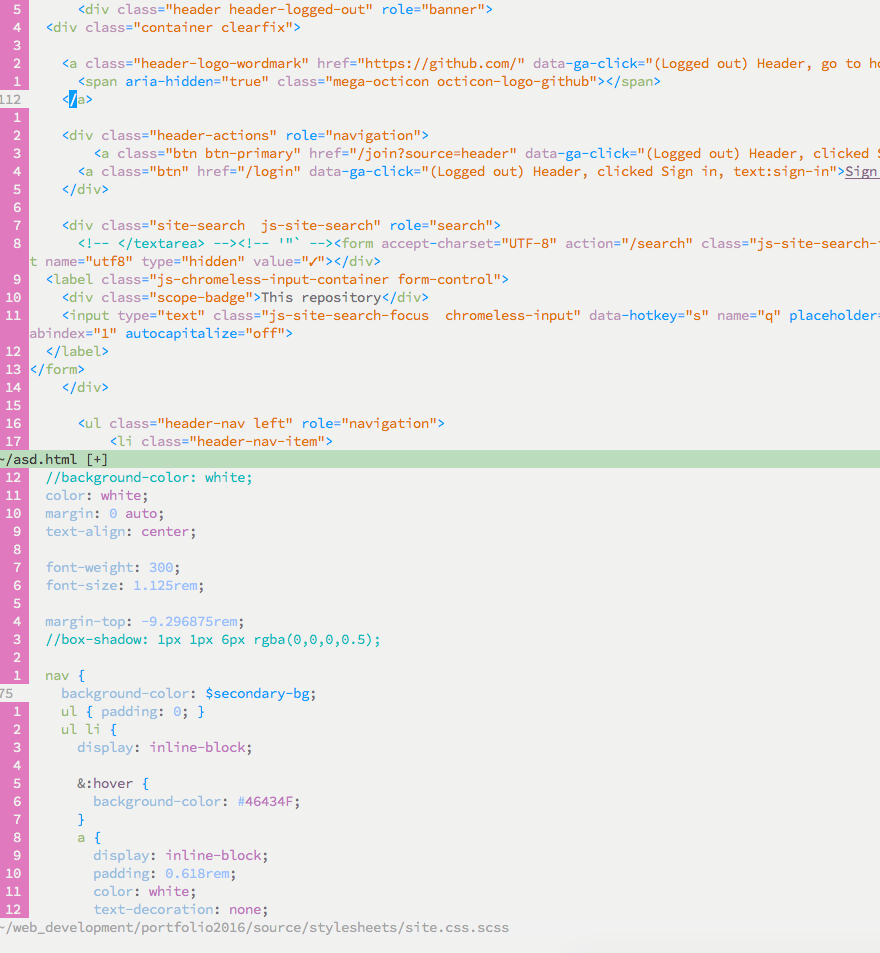 5 <div class="header header-logged-out" role="banner">
4 <div class="container clearfix">
3
2 <a class="header-logo-wordmark" href="https://github.com/" data-ga-click="(Logged out) Header, go to ho
1 <span aria-hidden="true" class="mega-octicon octicon-logo-github"></span>
112 </a>
1
2 <div class="header-actions" role="navigation">
3 <a class="btn btn-primary" href="/join?source=header" data-ga-click="(Logged out) Header, clicked S
4 <a class="btn" href="/login" data-ga-click="(Logged out) Header, clicked Sign in, text:sign-in">Sign
5 </div>
6
7 <div class="site-search  js-site-search" role="search">
8 <!-- </textarea> --><!-- '"` --><form accept-charset="UTF-8" action="/search" class="js-site-search-
t name="utf8" type="hidden" value="✓"></div>
9 <label class="js-chromeless-input-container form-control">
10 <div class="scope-badge">This repository</div>
11 <input type="text" class="js-site-search-focus  chromeless-input" data-hotkey="s" name="q" placeholder=
abindex="1" autocapitalize="off">
12 </label>
13 </form>
14 </div>
15
16 <ul class="header-nav left" role="navigation">
17 <li class="header-nav-item">
~/asd.html [+]
12 //background-color: white;
11 color: white;
10 margin: 0 auto;
9 text-align: center;
8
7 font-weight: 300;
6 font-size: 1.125rem;
5
4 margin-top: -9.296875rem;
3 //box-shadow: 1px 1px 6px rgba(0,0,0,0.5);
2
1 nav {
75 background-color: $secondary-bg;
1 ul { padding: 0; }
2 ul li {
3 display: inline-block;
4
5 &:hover {
6 background-color: #46434F;
7 }
8 a {
9 display: inline-block;
10 padding: 0.618rem;
11 color: white;
12 text-decoration: none;
~/web_development/portfolio2016/source/stylesheets/site.css.scss